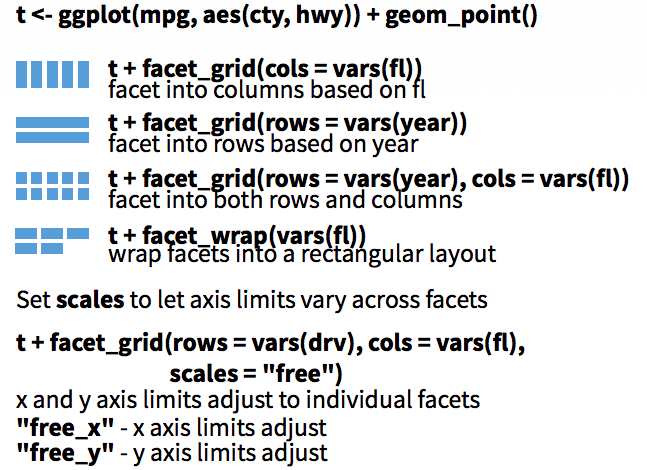 t <- ggplot(mpg, aes(cty, hwy)) + geom_point()
t + facet_grid(cols = vars(fl))
facet into columns based on fl
t + facet_grid(rows = vars(year))
facet into rows based on year
t + facet_grid(rows = vars(year), cols = vars(fl))
facet into both rows and columns
t + facet_wrap(vars(fl))
wrap facets into a rectangular layout
Set scales to let axis limits vary across facets
t + facet_grid(rows = vars(drv), cols = vars(fl),
scales = "free")
x and y axis limits adjust to individual facets
"free_x" - x axis limits adjust
"free_y" - y axis limits adjust